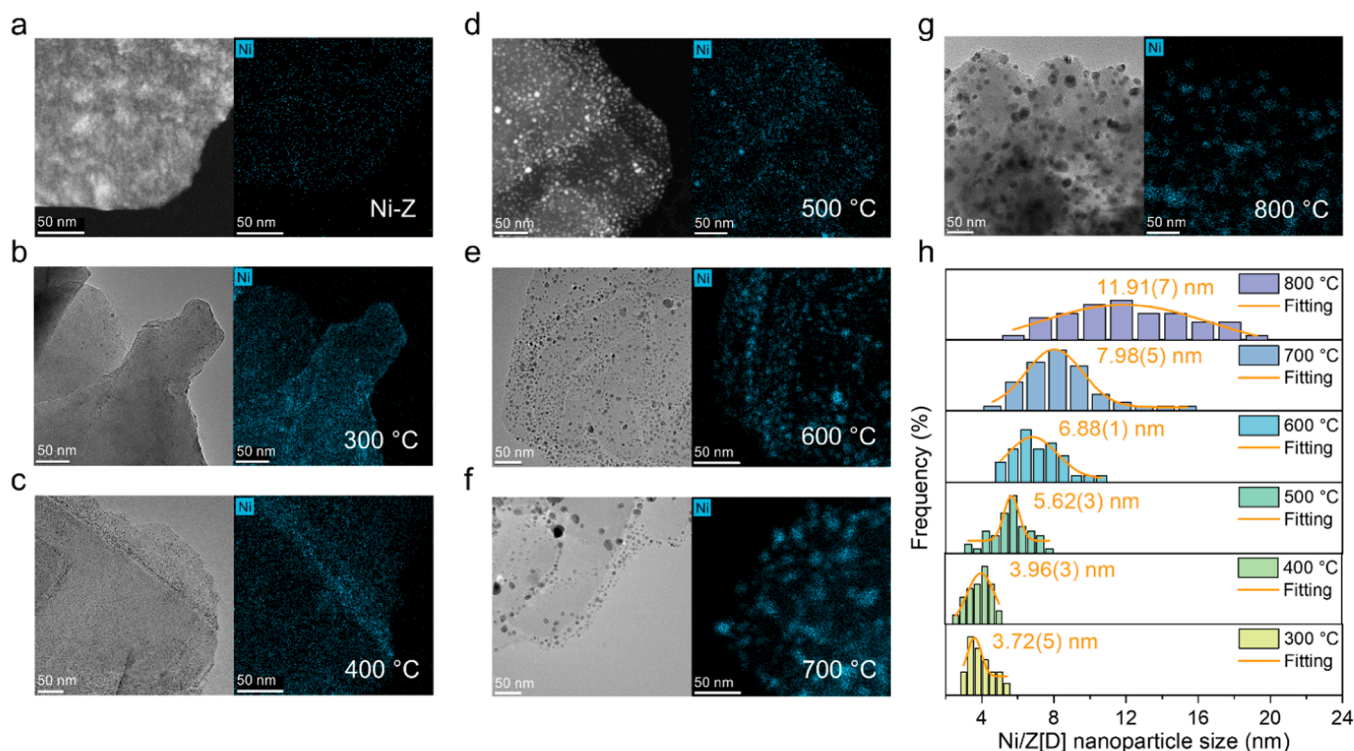 a
Ni
50 nm
50 nm
Ni-Z
b
Ni
50 nm
50 nm
300 °C
c
Ni
50 nm
50 nm
400 °C
d
Ni
50 nm
50 nm
500 °C
e
Ni
50 nm
50 nm
600 °C
f
Ni
50 nm
50 nm
700 °C
g
Ni
50 nm
50 nm
800 °C
h
Frequency (%)
11.91(7) nm
800 °C
Fitting
7.98(5) nm
700 °C
Fitting
6.88(1) nm
600 °C
Fitting
5.62(3) nm
500 °C
Fitting
3.96(3) nm
400 °C
Fitting
3.72(5) nm
300 °C
Fitting
4 8 12 16 20 24
Ni/Z[D] nanoparticle size (nm)